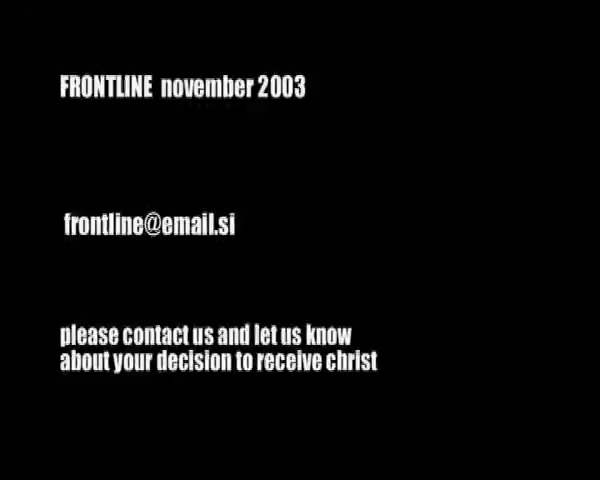 FRONTLINE november 2003
frontline@email.si
please contact us and let us know
about your decision to receive christ